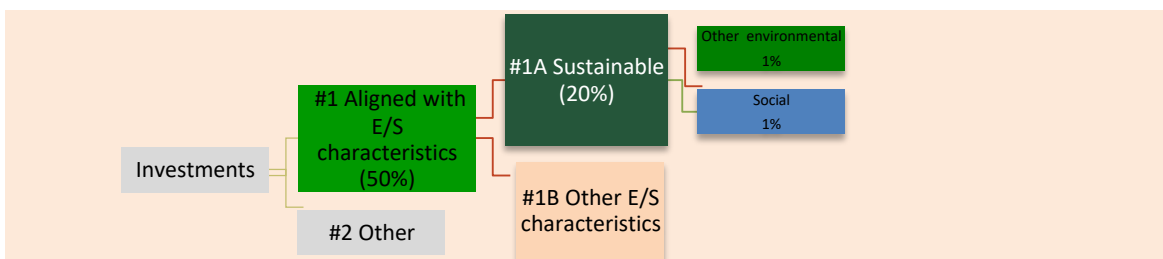 Investments
#1 Aligned with
E/S
characteristics
(50%)
#2 Other
#1A Sustainable
(20%)
#1B Other E/S
characteristics
Other environmental
1%
Social
1%